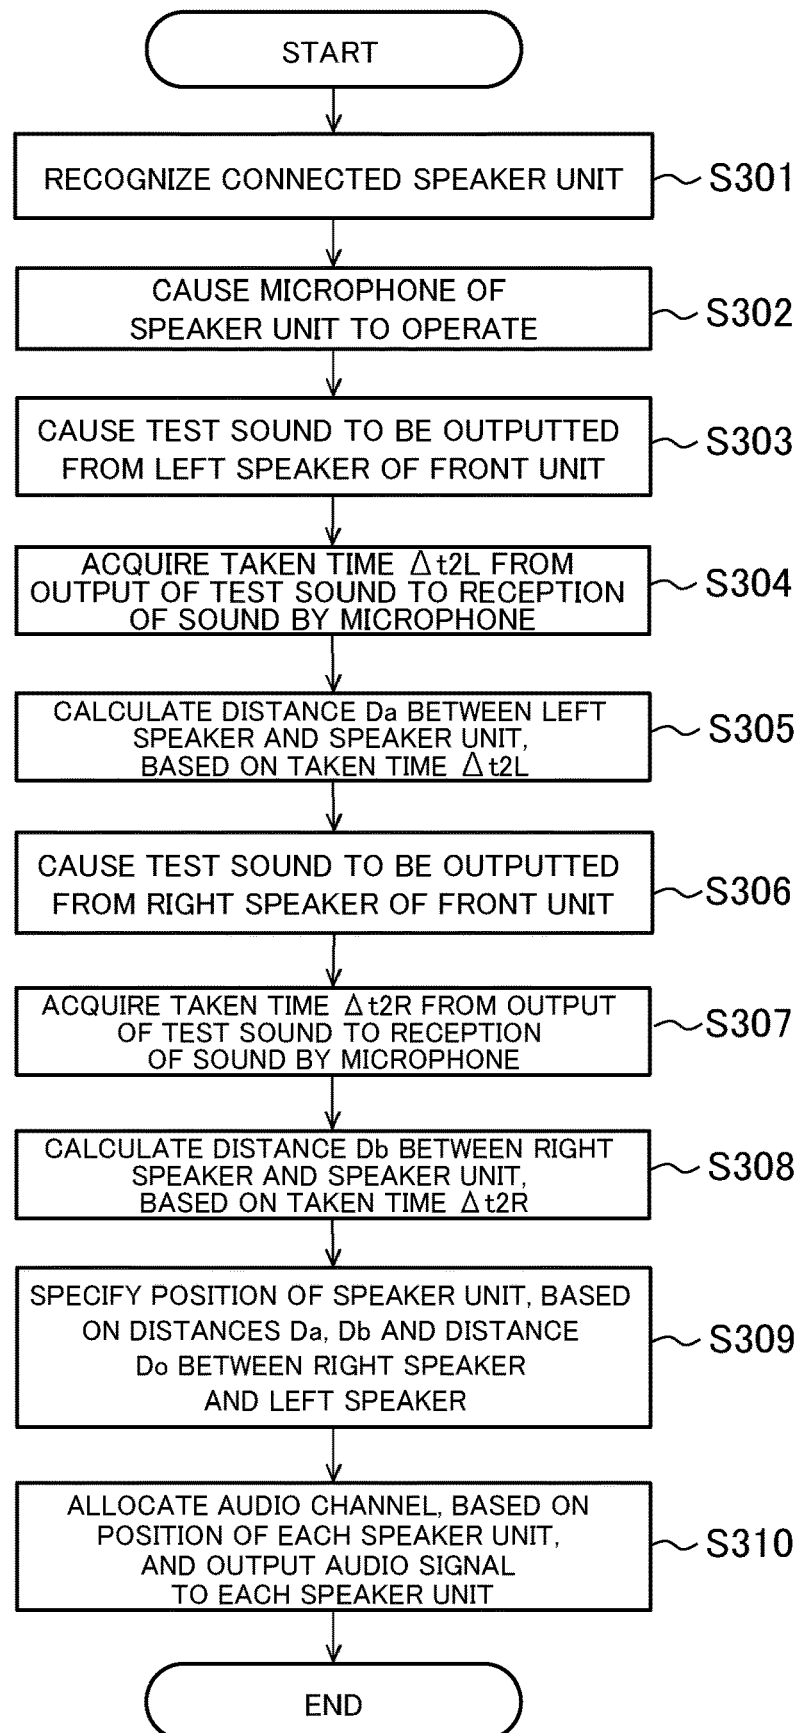 START
RECOGNIZE CONNECTED SPEAKER UNIT
S301
CAUSE MICROPHONE OF
SPEAKER UNIT TO OPERATE
S302
CAUSE TEST SOUND TO BE OUTPUTTED
FROM LEFT SPEAKER OF FRONT UNIT
S303
ACQUIRE TAKEN TIME Δt2L FROM
OUTPUT OF TEST SOUND TO RECEPTION
OF SOUND BY MICROPHONE
S304
CALCULATE DISTANCE Da BETWEEN LEFT
SPEAKER AND SPEAKER UNIT,
BASED ON TAKEN TIME Δt2L
S305
CAUSE TEST SOUND TO BE OUTPUTTED
FROM RIGHT SPEAKER OF FRONT UNIT
S306
ACQUIRE TAKEN TIME Δt2R FROM OUTPUT
OF TEST SOUND TO RECEPTION
OF SOUND BY MICROPHONE
S307
CALCULATE DISTANCE Db BETWEEN RIGHT
SPEAKER AND SPEAKER UNIT,
BASED ON TAKEN TIME Δt2R
S308
SPECIFY POSITION OF SPEAKER UNIT, BASED
ON DISTANCES Da, Db AND DISTANCE
Do BETWEEN RIGHT SPEAKER
AND LEFT SPEAKER
S309
ALLOCATE AUDIO CHANNEL, BASED ON
POSITION OF EACH SPEAKER UNIT,
AND OUTPUT AUDIO SIGNAL
TO EACH SPEAKER UNIT
S310
END